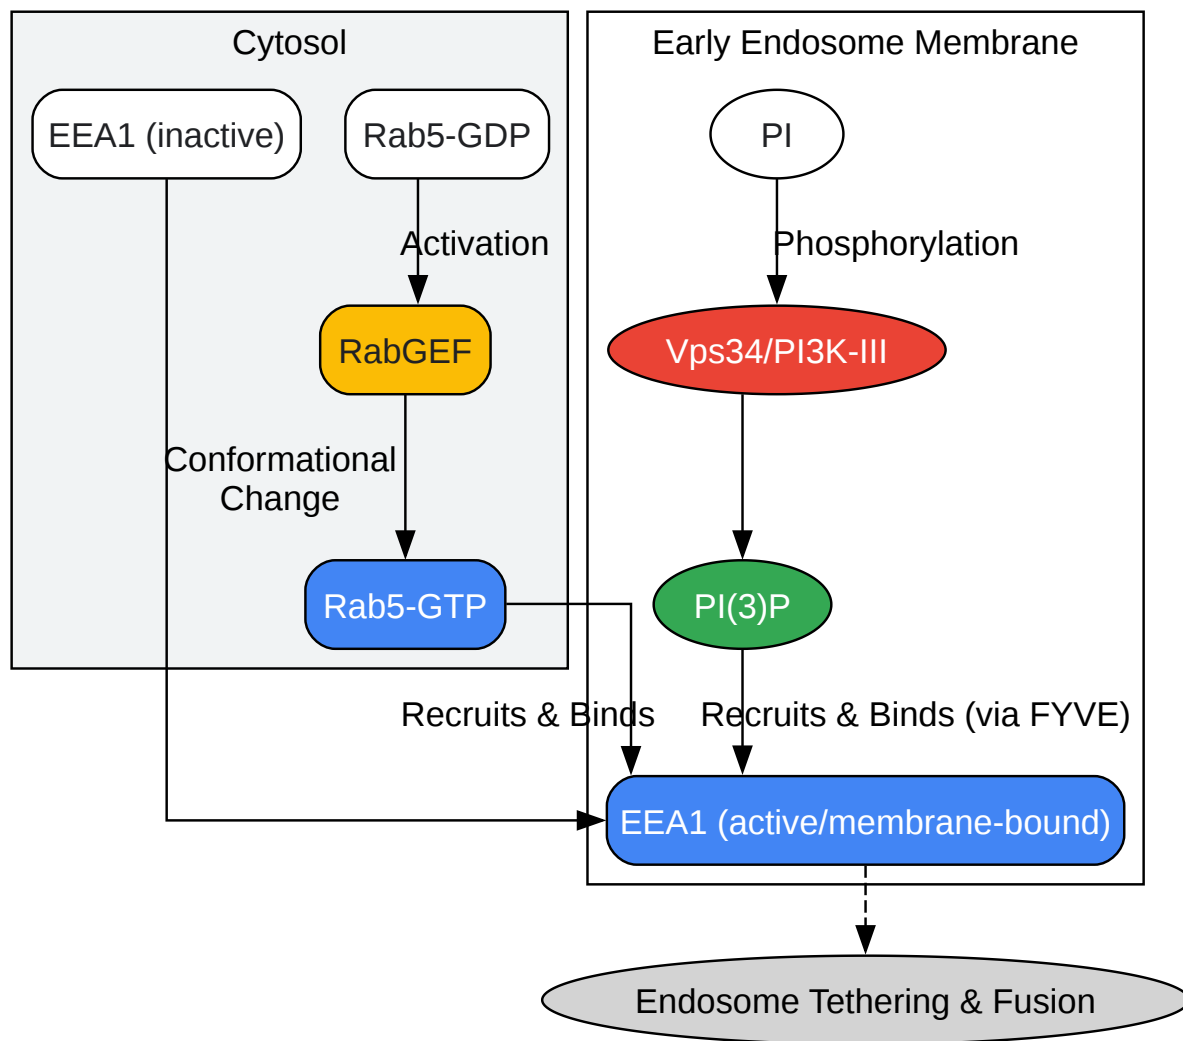 Cytosol
Early Endosome Membrane
EEA1 (inactive)
Rab5-GDP
PI
Activation
Phosphorylation
RabGEF
Vps34/PI3K-III
Conformational
Change
Rab5-GTP
PI(3)P
Recruits & Binds
Recruits & Binds (via FYVE)
EEA1 (active/membrane-bound)
Endosome Tethering & Fusion